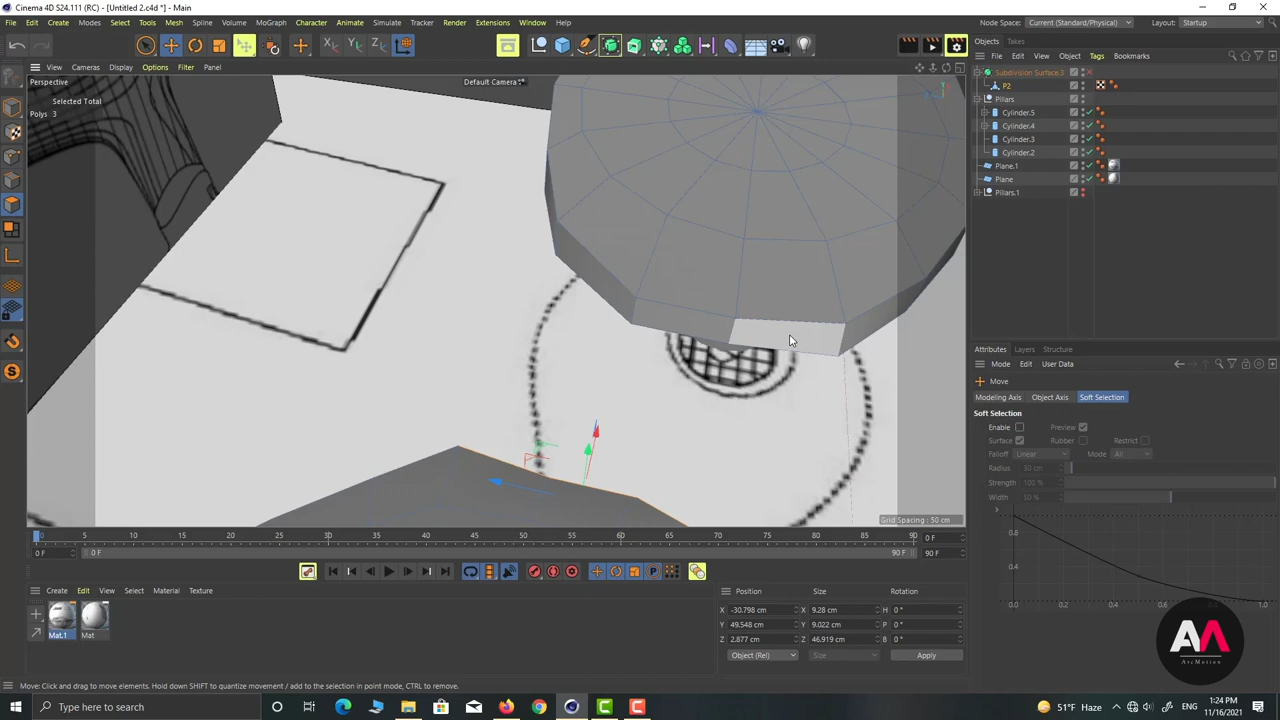 Cinema 4D S24.111 (RC) - [Untitled 2.c4d *] - Main
File Edit Create Modes Select Tools Mesh Spline Volume MoGraph Character Animate Simulate Tracker Render Extensions Window Help
Node Space: Current (Standard/Physical) Layout: Startup
X Y Z
Objects Takes
View Cameras Display Options Filter Panel
File Edit View Object Tags Bookmarks
Perspective
Default Camera
Subdivision Surface.3
P2
Selected Total
Pillars
Polys 3
Cylinder.5
Cylinder.4
Cylinder.3
Cylinder.2
Plane.1
Plane
Pillars.1
Attributes Layers Structure
Mode Edit User Data
Move
Modeling Axis Object Axis Soft Selection
Soft Selection
Enable Preview
Surface Rubber Restrict
Falloff Linear Mode All
Radius 30 cm
Strength 100 %
Width 50 %
Grid Spacing : 50 cm
0.8
0.4
0.0 0.2 0.4 0.6 0.8 1.0
0 5 10 15 20 25 30 35 40 45 50 55 60 65 70 75 80 85 90 0 F
0 F 0 F 90 F 90 F
Create Edit View Select Material Texture
Position Size Rotation
X -30.798 cm X 9.28 cm H 0 °
Y 49.548 cm Y 9.022 cm P 0 °
Z 2.877 cm Z 46.919 cm B 0 °
Object (Rel) Size Apply
Mat.1 Mat
ArcMotion
Move: Click and drag to move elements. Hold down SHIFT to quantize movement / add to the selection in point mode, CTRL to remove.
Type here to search
51°F Haze
ENG
1:24 PM
11/16/2021